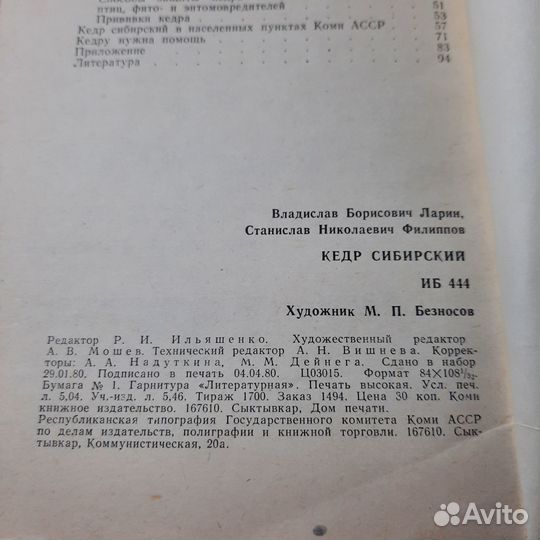 птиц, фито- и энтомовредителей 51
Прививки кедра 53
Кедр сибирский в населенных пунктах Коми АССР 57
Кедру нужна помощь 71
Приложение 83
Литература 94
Владислав Борисович Ларин,
Станислав Николаевич Филиппов
КЕДР СИБИРСКИЙ
ИБ 444
Художник М. П. Безносов
Редактор Р. И. Ильяшенко. Художественный редактор
А. В. Мошев. Технический редактор А. Н. Вишнева. Коррек-
торы: А. А. Надуткина, М. М. Дейнега. Сдано в набор
29.01.80. Подписано в печать 04.04.80. Ц03015. Формат 84X108¹/₃₂.
Бумага № 1. Гарнитура «Литературная». Печать высокая. Усл. печ.
л. 5,04. Уч.-изд. л. 5,46. Тираж 1700. Заказ 1494. Цена 30 коп. Коми
книжное издательство. 167610. Сыктывкар, Дом печати.
Республиканская типография Государственного комитета Коми АССР
по делам издательств, полиграфии и книжной торговли. 167610. Сык-
тывкар, Коммунистическая, 20а.
Avito